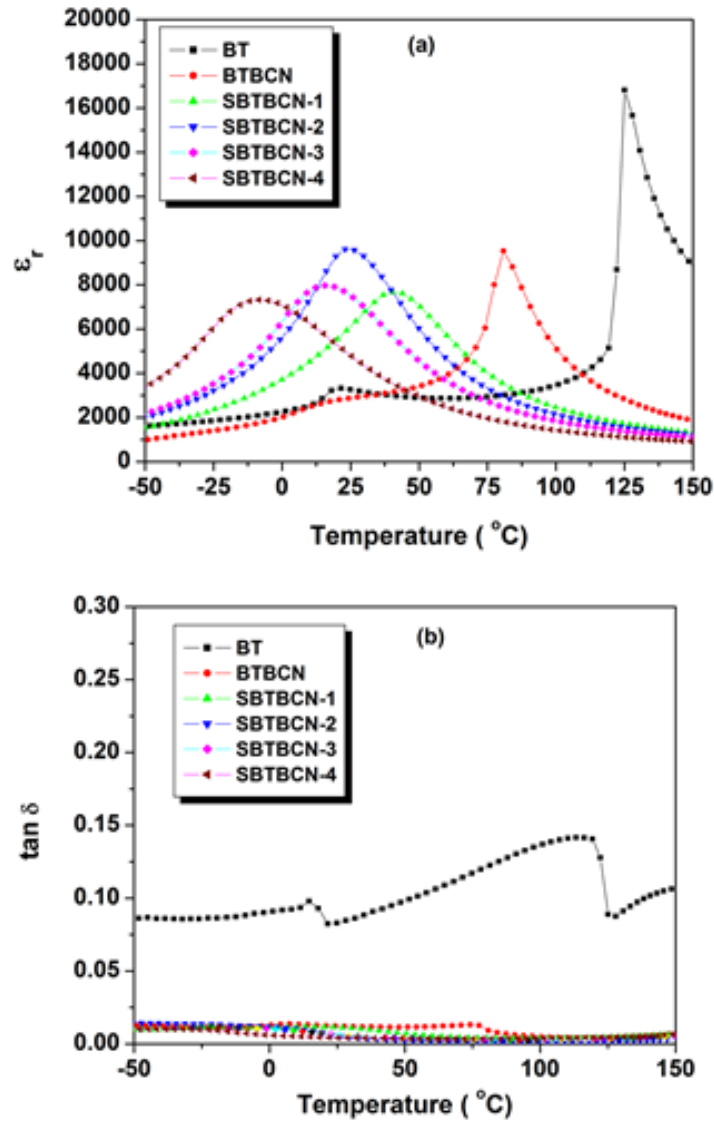 (a)
BT
BTBCN
SBTBCN-1
SBTBCN-2
SBTBCN-3
SBTBCN-4
20000
18000
16000
14000
12000
10000
8000
6000
4000
2000
0
εr
-50 -25 0 25 50 75 100 125 150
Temperature ( °C)
(b)
BT
BTBCN
SBTBCN-1
SBTBCN-2
SBTBCN-3
SBTBCN-4
0.30
0.25
0.20
0.15
0.10
0.05
0.00
tan δ
-50 0 50 100 150
Temperature ( °C)